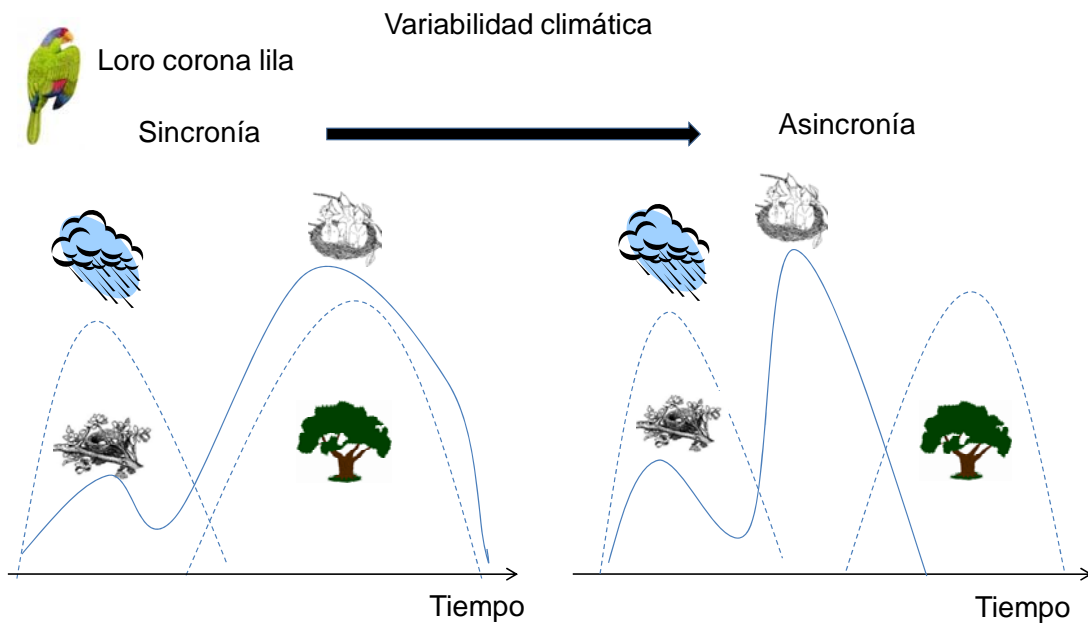 Variabilidad climática
Loro corona lila
Sincronía
Asincronía
Tiempo
Tiempo